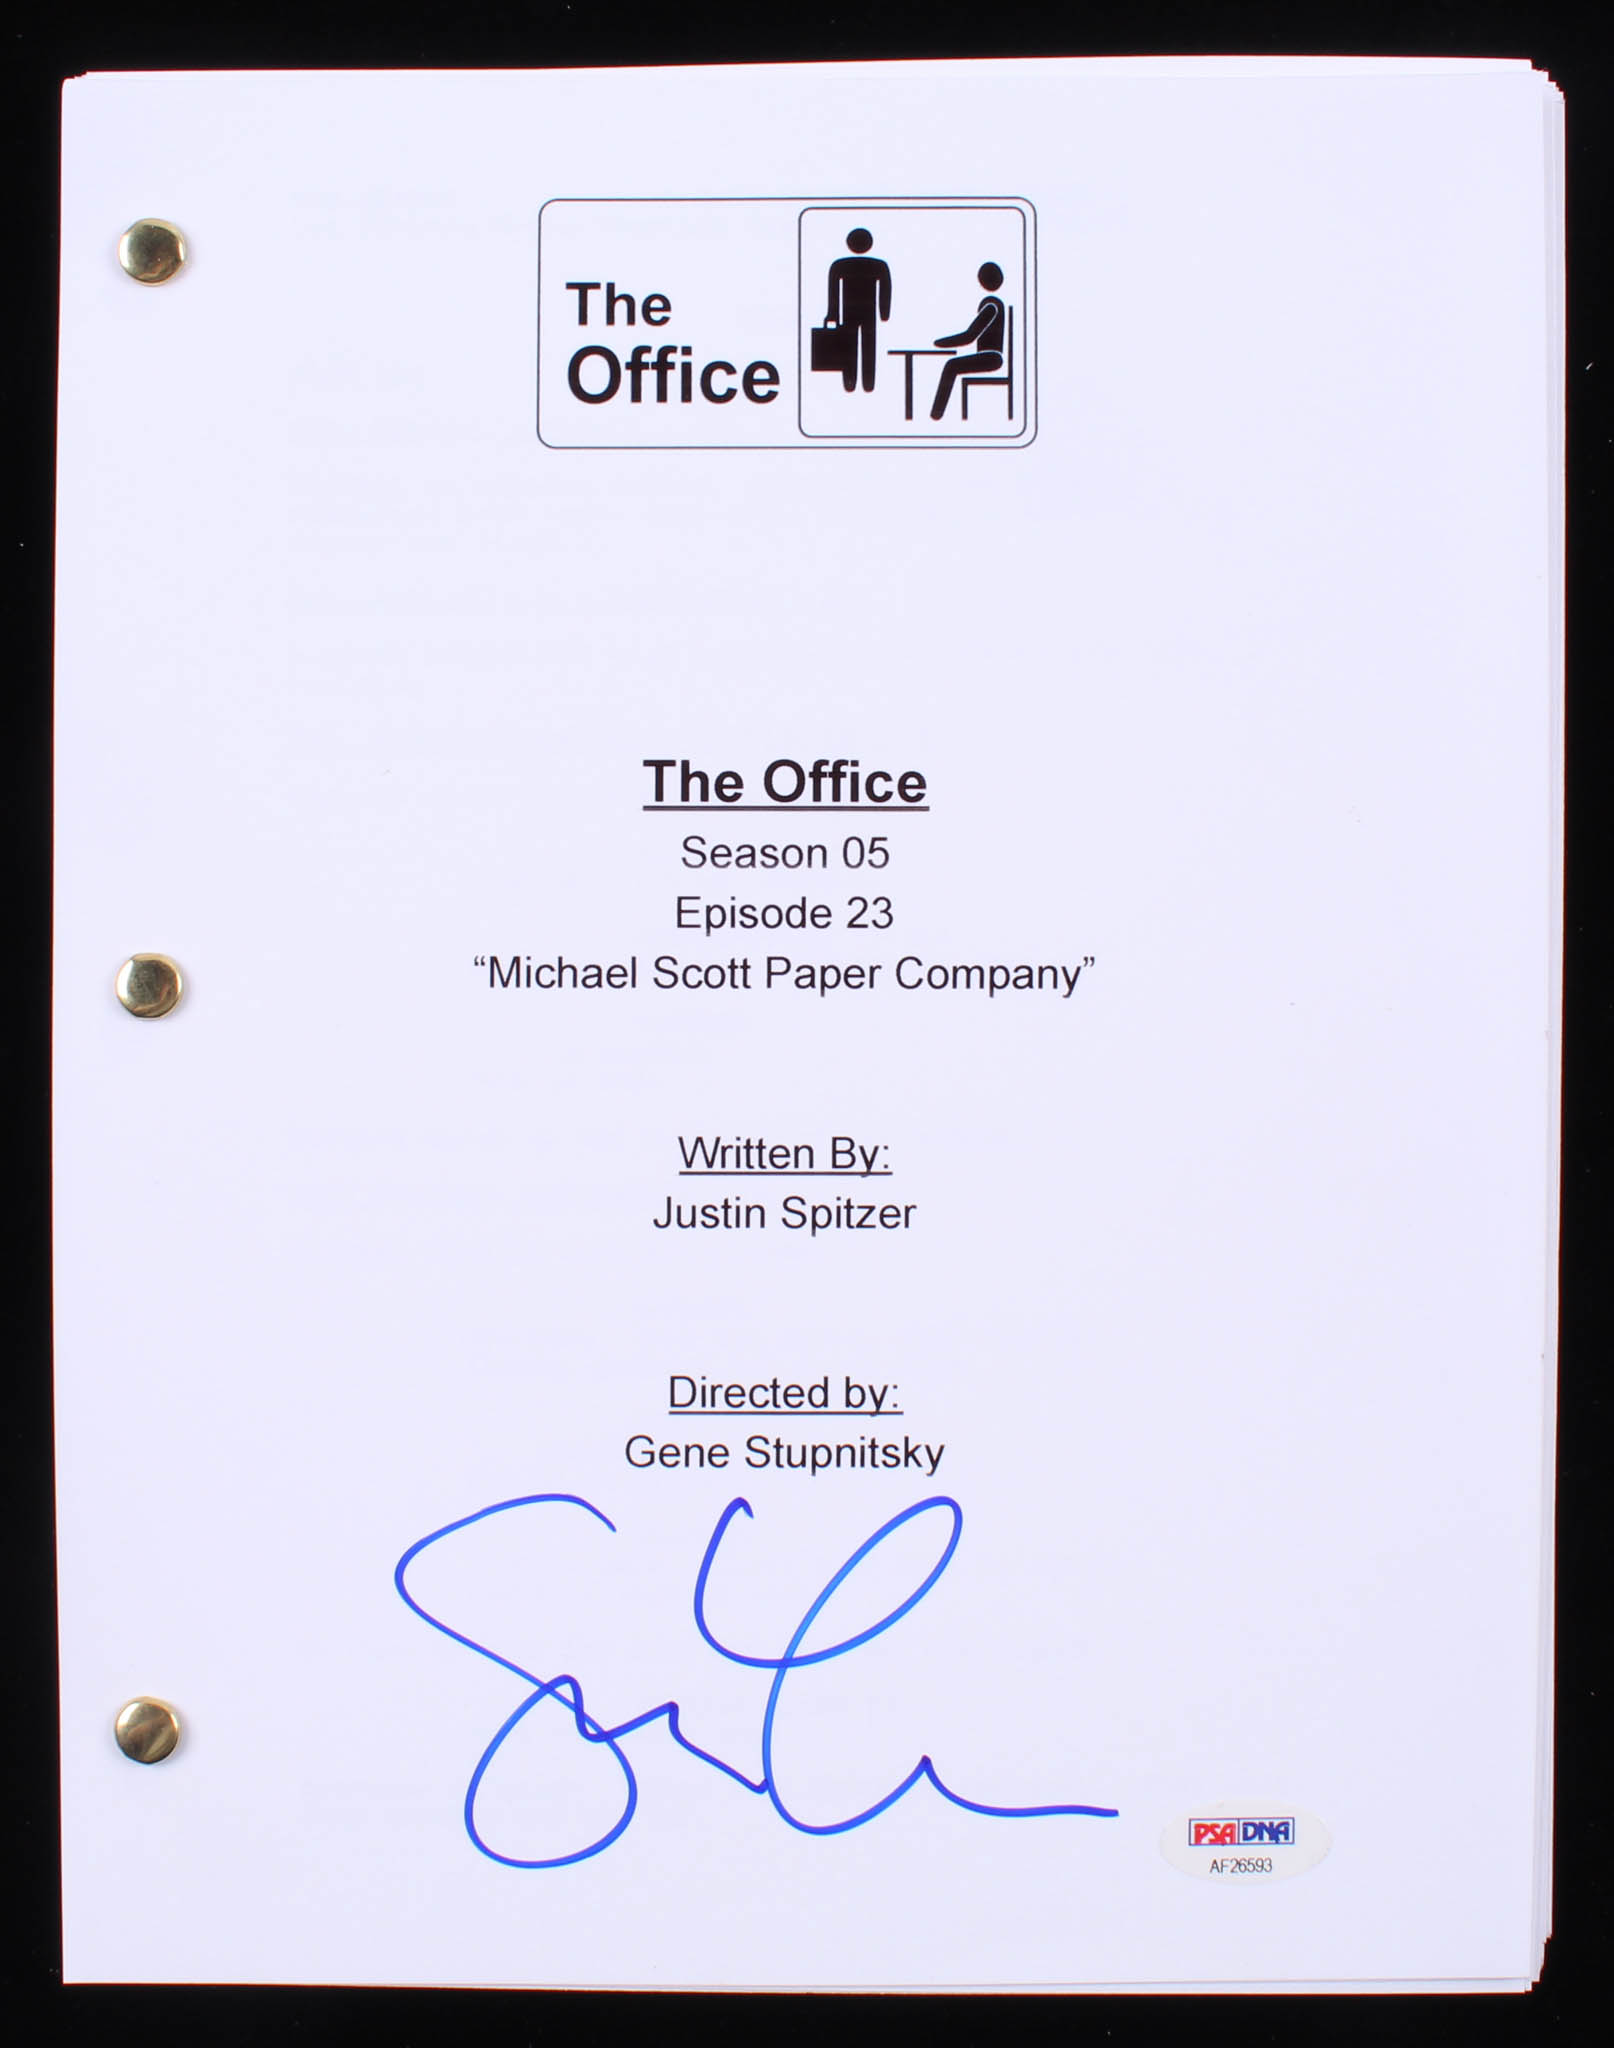 The
Office
The Office
Season 05
Episode 23
“Michael Scott Paper Company”
Written By:
Justin Spitzer
Directed by:
Gene Stupnitsky
PSA DNA
AF26593